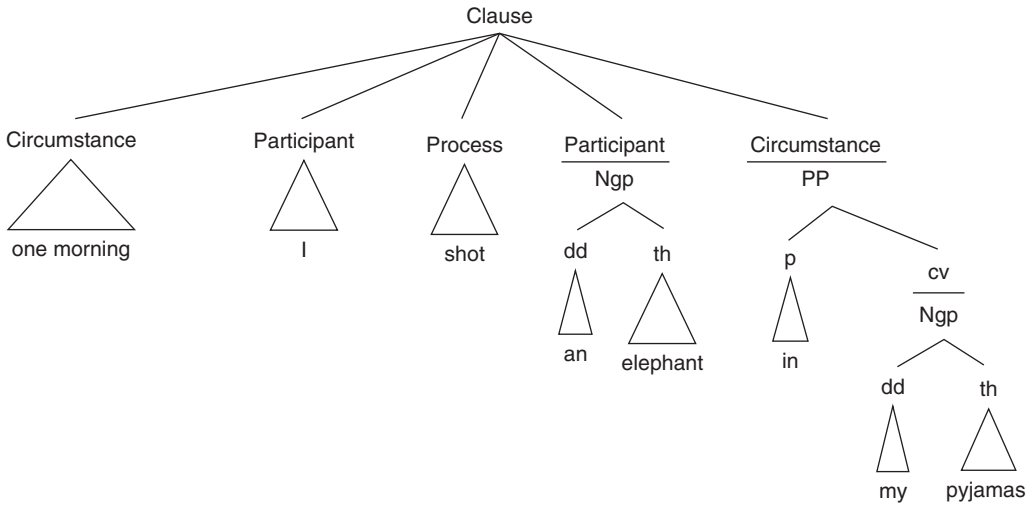 Clause
Circumstance Participant Process Participant Circumstance
Ngp PP
one morning I shot dd th p cv
Ngp
an elephant in
dd th
my pyjamas